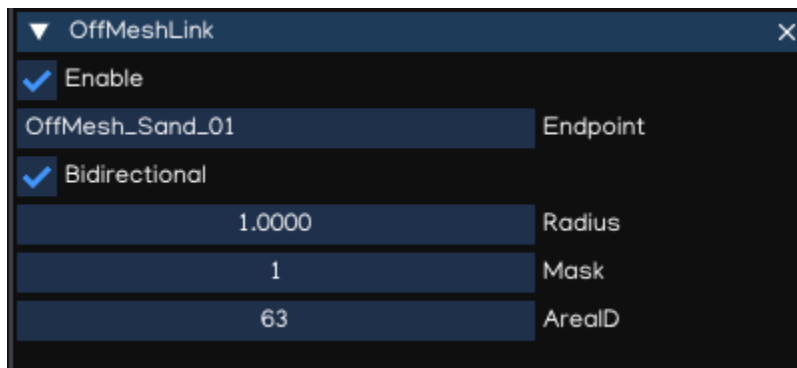 OffMeshLink
Enable
OffMesh_Sand_01 Endpoint
Bidirectional
1.0000 Radius
1 Mask
63 AreaID